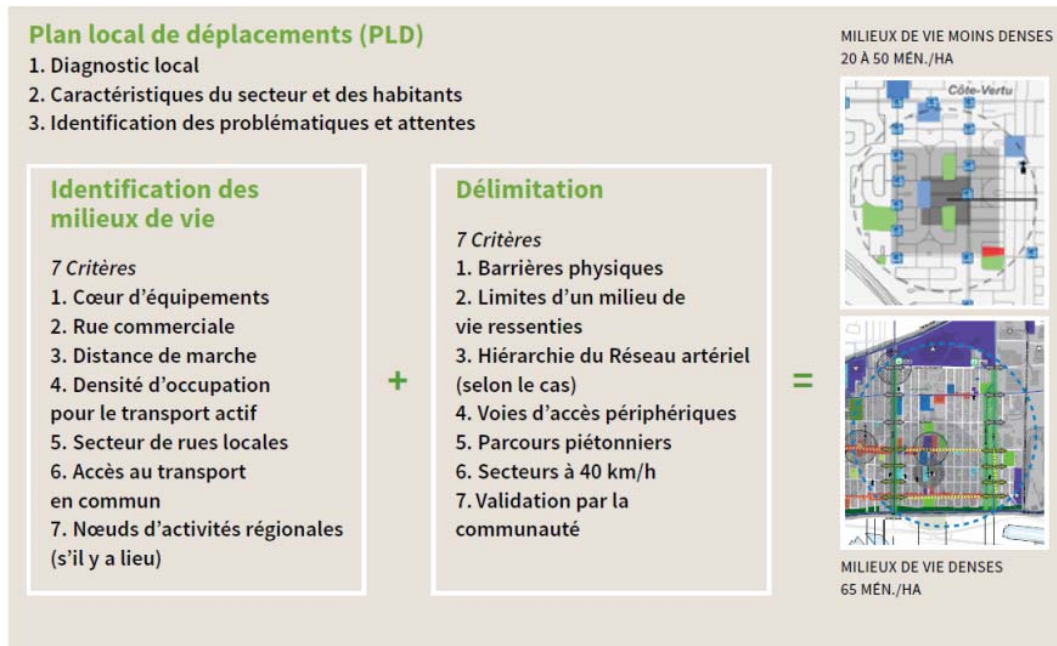 Plan local de déplacements (PLD)
1. Diagnostic local
2. Caractéristiques du secteur et des habitants
3. Identification des problématiques et attentes
Identification des
milieux de vie
7 Critères
1. Cœur d'équipements
2. Rue commerciale
3. Distance de marche
4. Densité d'occupation
pour le transport actif
5. Secteur de rues locales
6. Accès au transport
en commun
7. Nœuds d'activités régionales
(s'il y a lieu)
+
Délimitation
7 Critères
1. Barrières physiques
2. Limites d'un milieu de
vie ressenties
3. Hiérarchie du Réseau artériel
(selon le cas)
4. Voies d'accès périphériques
5. Parcours piétonniers
6. Secteurs à 40 km/h
7. Validation par la
communauté
=
MILIEUX DE VIE MOINS DENSES
20 À 50 MÉN./HA
Côte-Vertu
MILIEUX DE VIE DENSES
65 MÉN./HA